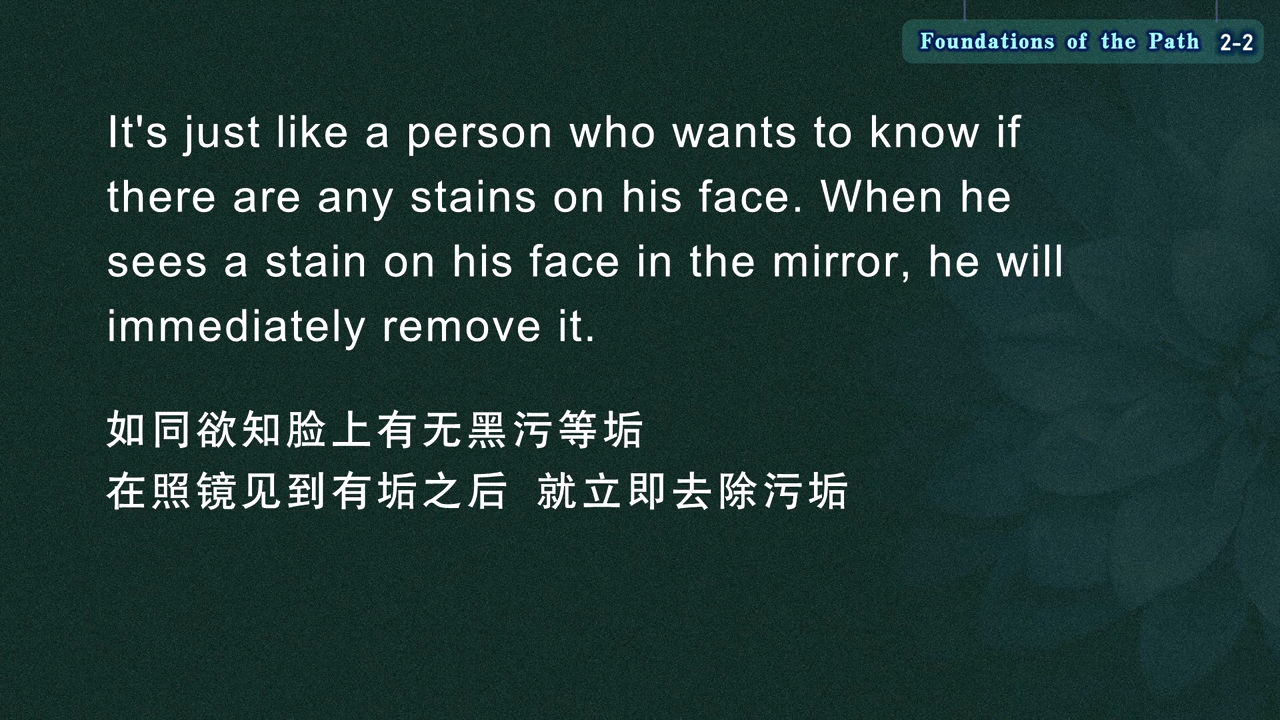 Foundations of the Path 2-2
It's just like a person who wants to know if
there are any stains on his face. When he
sees a stain on his face in the mirror, he will
immediately remove it.
如同欲知脸上有无黑污等垢
在照镜见到有垢之后 就立即去除污垢